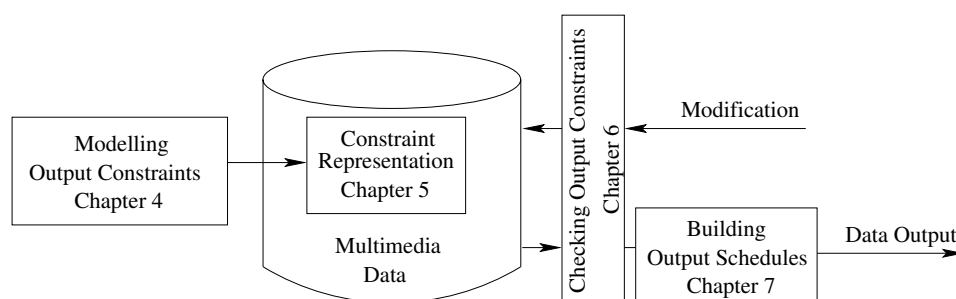 Modelling
Output Constraints
Chapter 4
Constraint
Representation
Chapter 5
Multimedia
Data
Checking Output Constraints
Chapter 6
Modification
Building
Output Schedules
Chapter 7
Data Output